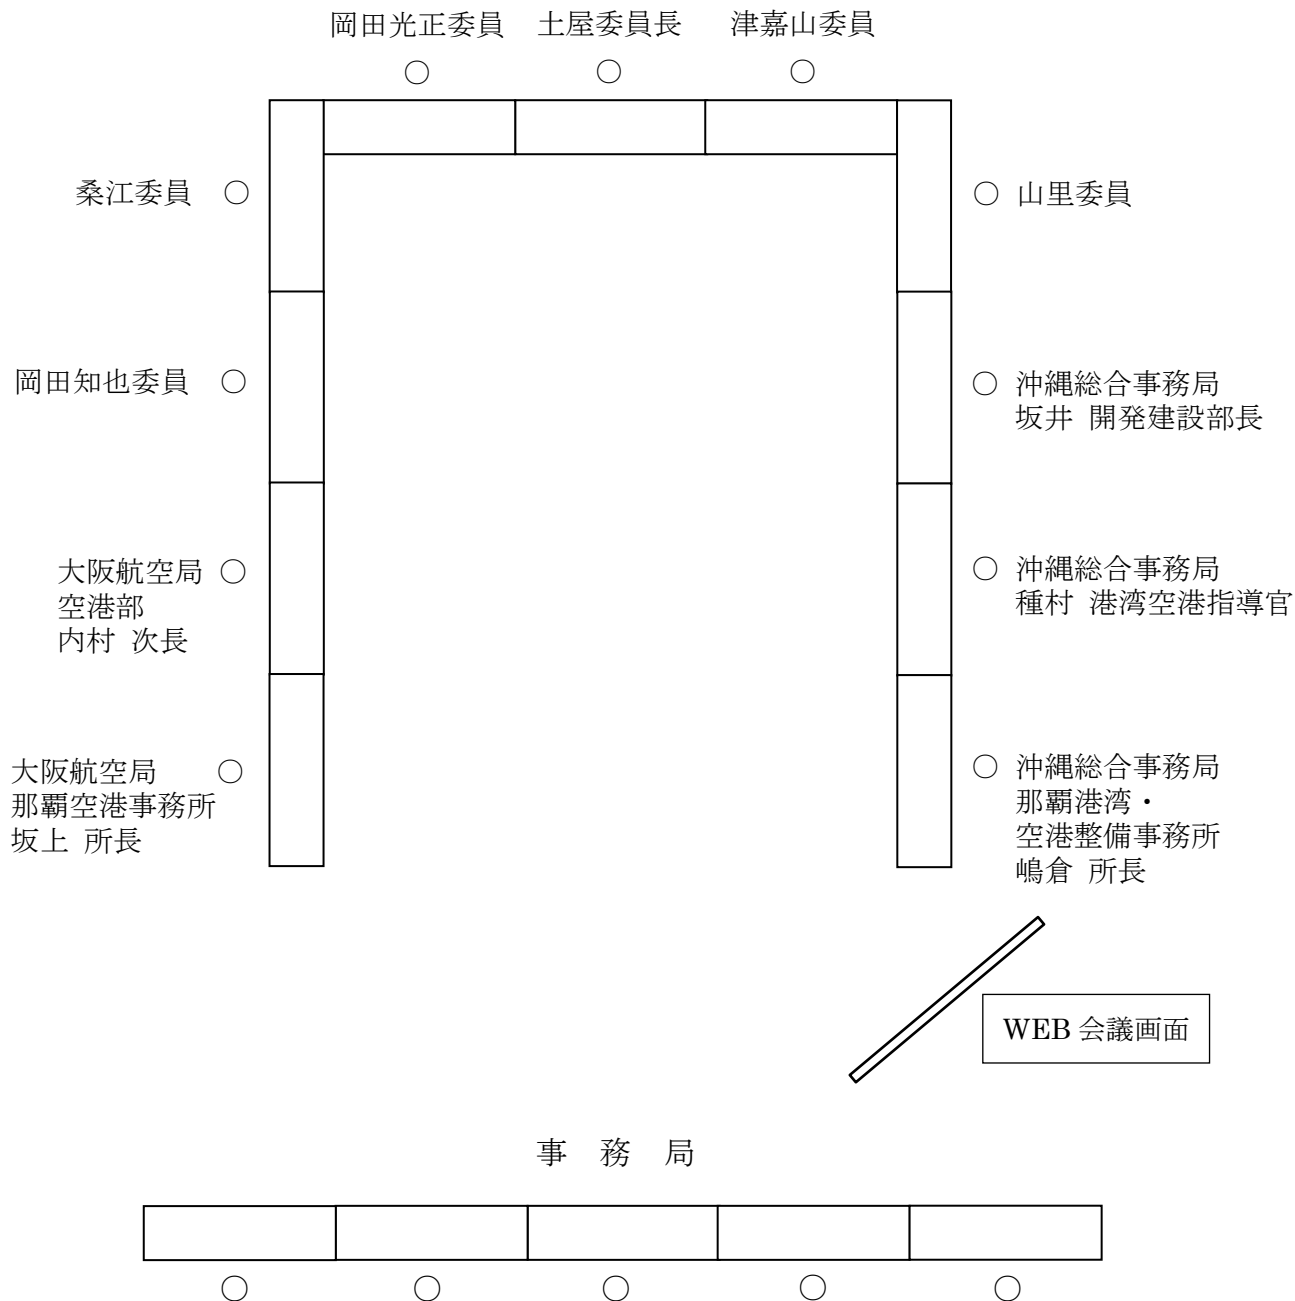 岡田光正委員 土屋委員長 津嘉山委員
○ ○ ○
桑江委員 ○
○ 山里委員
岡田知也委員 ○
○ 沖縄総合事務局
坂井 開発建設部長
大阪航空局 ○
空港部
内村 次長
○ 沖縄総合事務局
種村 港湾空港指導官
大阪航空局 ○
那覇空港事務所
坂上 所長
○ 沖縄総合事務局
那覇港湾・
空港整備事務所
嶋倉 所長
WEB 会議画面
事 務 局
○ ○ ○ ○ ○